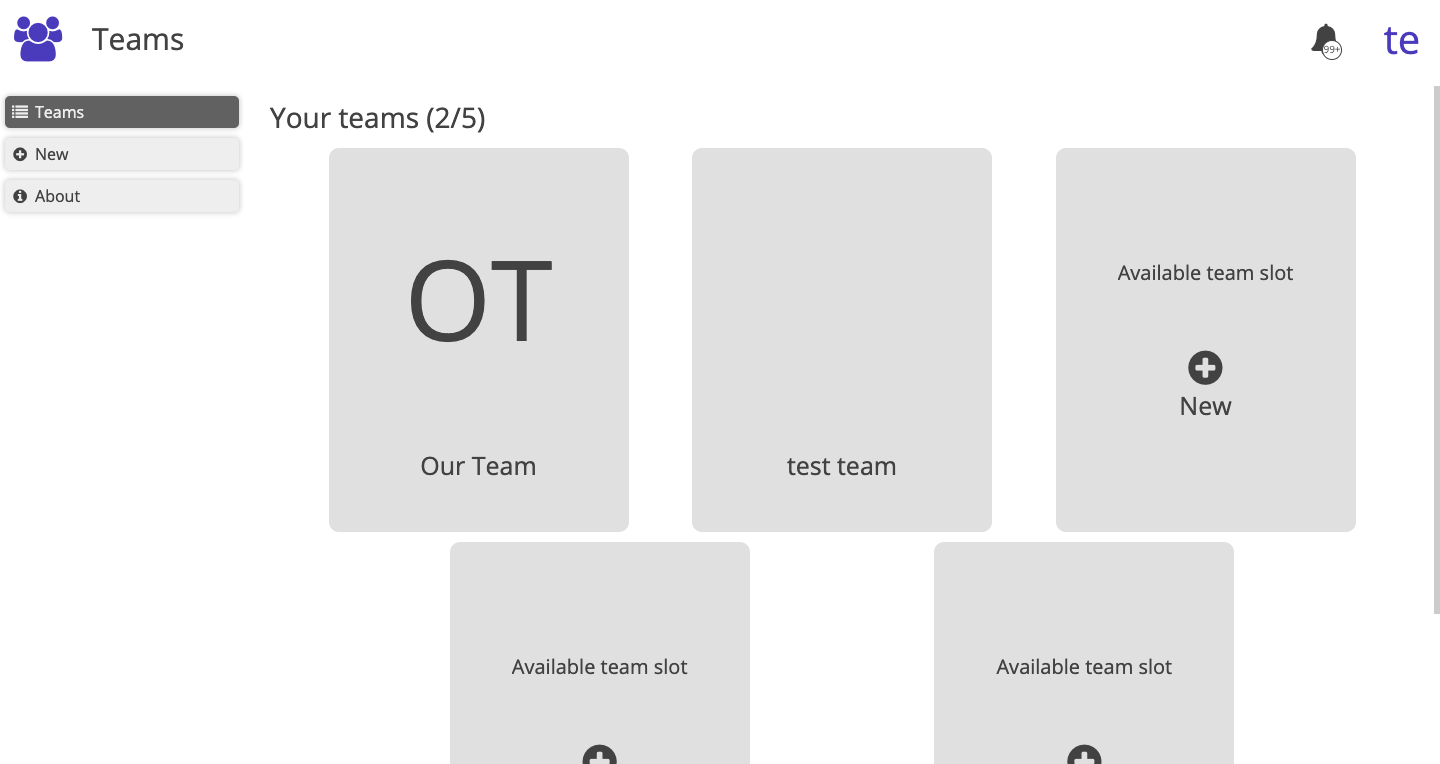 Teams
99+
te
Teams
New
About
Your teams (2/5)
OT
Our Team
test team
Available team slot
New
Available team slot
Available team slot